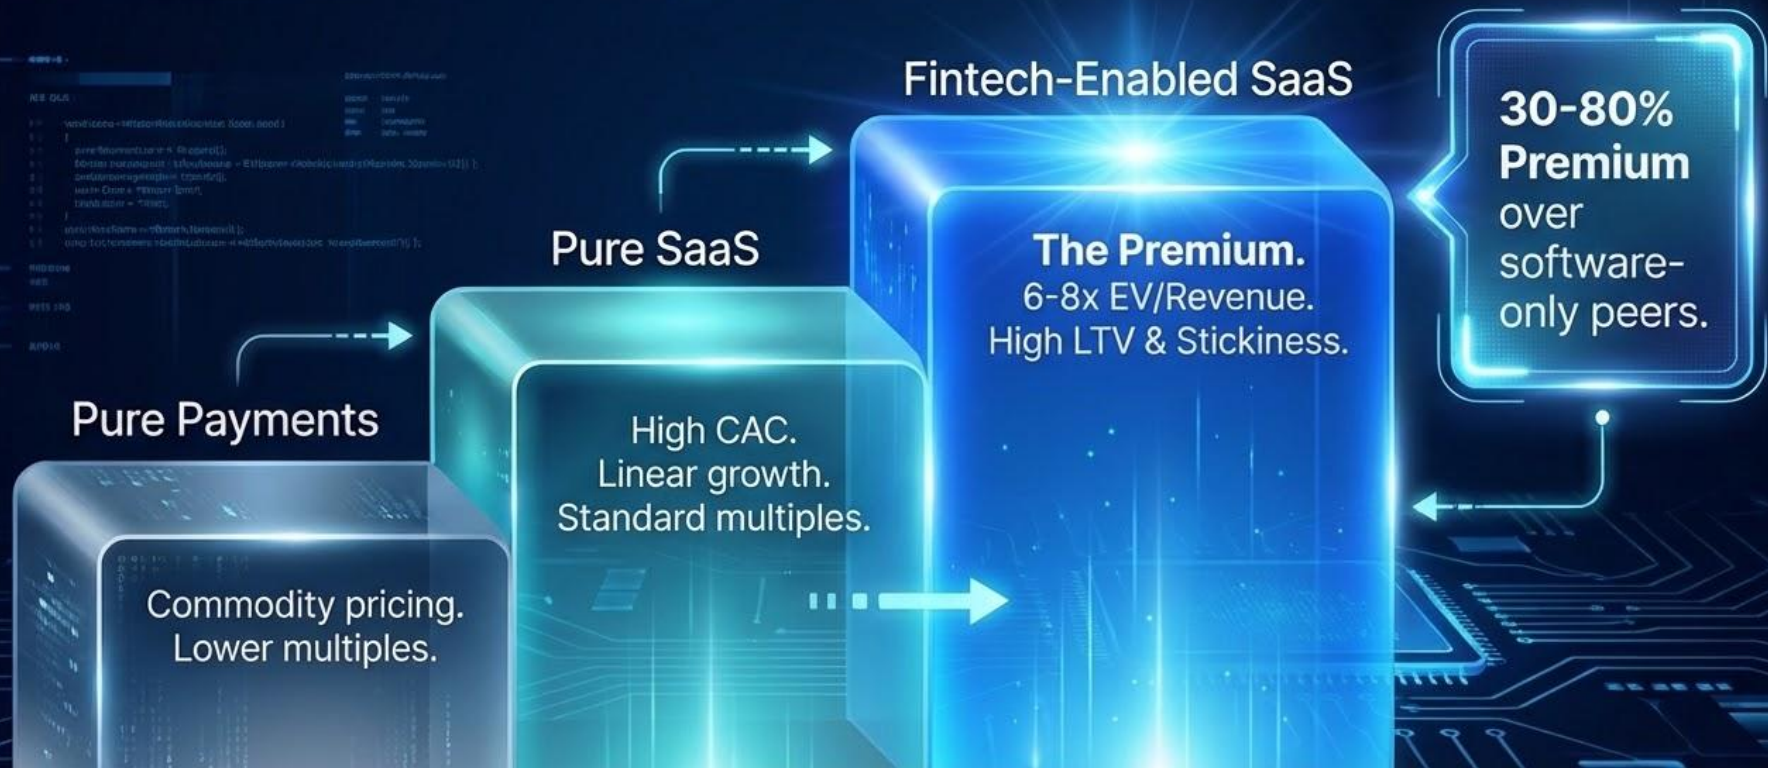 Fintech-Enabled SaaS
30-80%
Premium
over
software-
only peers.
Pure SaaS
The Premium.
6-8x EV/Revenue.
High LTV & Stickiness.
Pure Payments
High CAC.
Linear growth.
Standard multiples.
Commodity pricing.
Lower multiples.